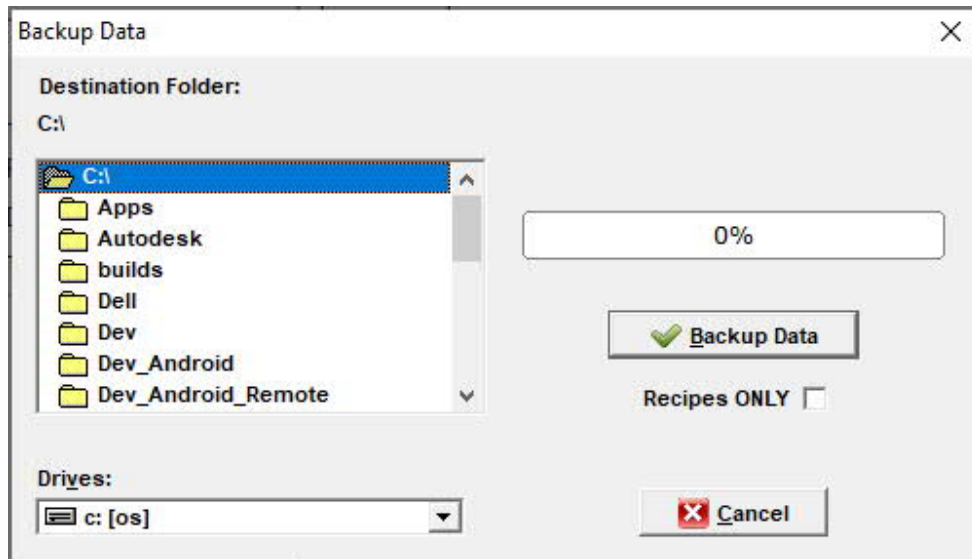 Backup Data
Destination Folder:
C:\
C:\
Apps
Autodesk
builds
Dell
Dev
Dev_Android
Dev_Android_Remote
0%
Backup Data
Recipes ONLY
Drives:
c: [os]
Cancel